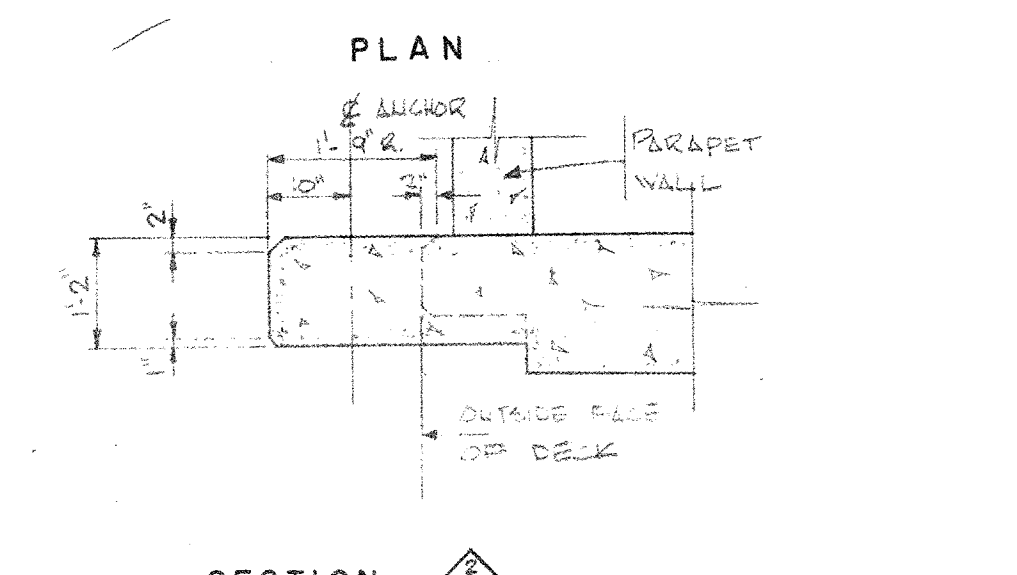 PLAN
℄ ANCHOR
1'-9" R.
10"
2"
PARAPET
WALL
2"
1'-2"
1"
OUTSIDE FACE
OF DECK
SECTION
2